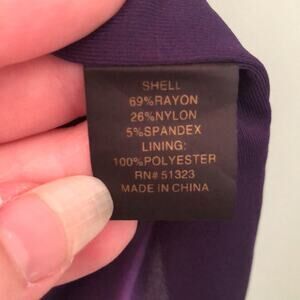 SHELL
69%RAYON
26%NYLON
5%SPANDEX
LINING:
100%POLYESTER
RN# 51323
MADE IN CHINA